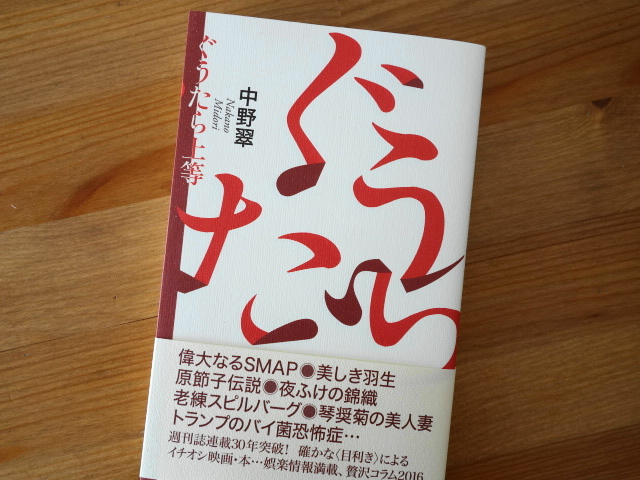 ぐうたら上等
中野翠
Nakano
Midori
ぐうたら
偉大なるSMAP◉美しき羽生
原節子伝説◉夜ふけの錦織
老練スピルバーグ◉琴奨菊の美人妻
トランプのバイ菌恐怖症…
週刊誌連載30年突破! 確かな〈目利き〉による
イチオシ映画・本…娯楽情報満載、贅沢コラム2016